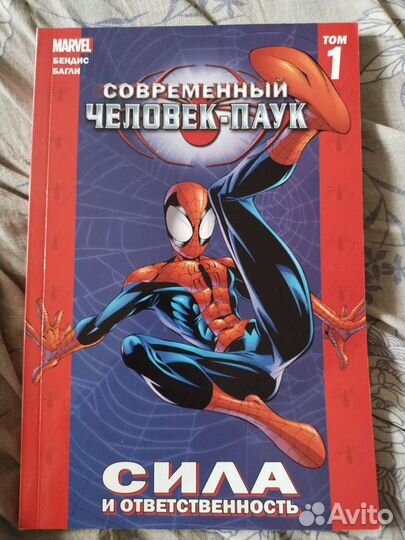 MARVEL
БЕНДИС
БАГЛИ
ТОМ
1
СОВРЕМЕННЫЙ
ЧЕЛОВЕК-ПАУК
СИЛА
И ОТВЕТСТВЕННОСТЬ
Avito